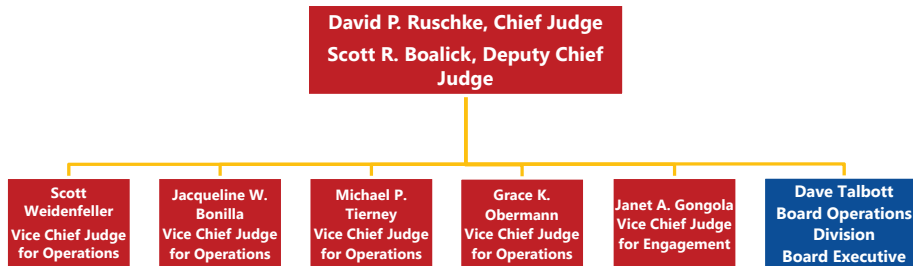 David P. Ruschke, Chief Judge
Scott R. Boalick, Deputy Chief
Judge
Scott
Weidenfeller
Vice Chief Judge
for Operations
Jacqueline W.
Bonilla
Vice Chief Judge
for Operations
Michael P.
Tierney
Vice Chief Judge
for Operations
Grace K.
Obermann
Vice Chief Judge
for Operations
Janet A. Gongola
Vice Chief Judge
for Engagement
Dave Talbott
Board Operations
Division
Board Executive